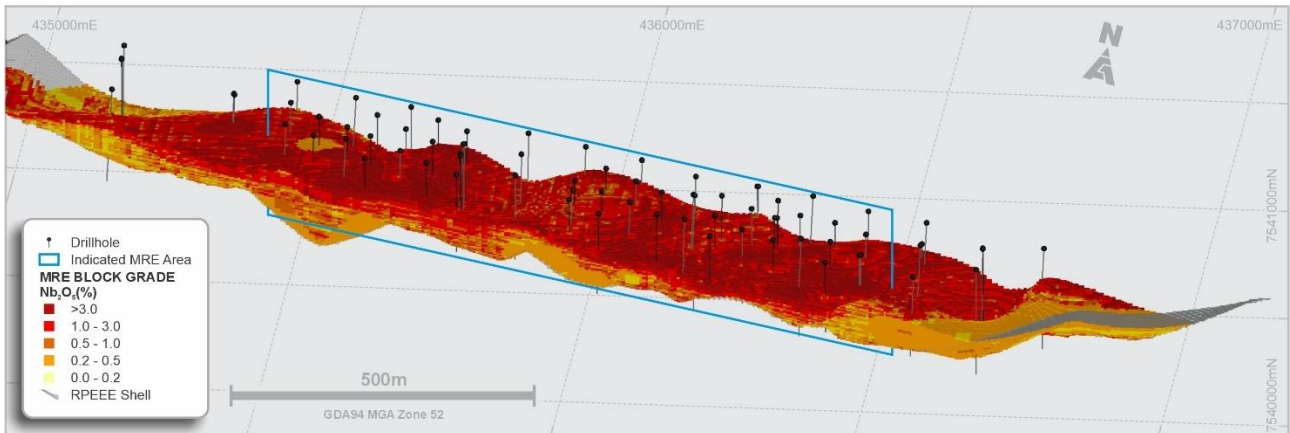 435000mE
436000mE
437000mE
N
7541000mN
7540000mN
Drillhole
Indicated MRE Area
MRE BLOCK GRADE
Nb₂O₅(%)
>3.0
1.0 - 3.0
0.5 - 1.0
0.2 - 0.5
0.0 - 0.2
RPEEE Shell
500m
GDA94 MGA Zone 52